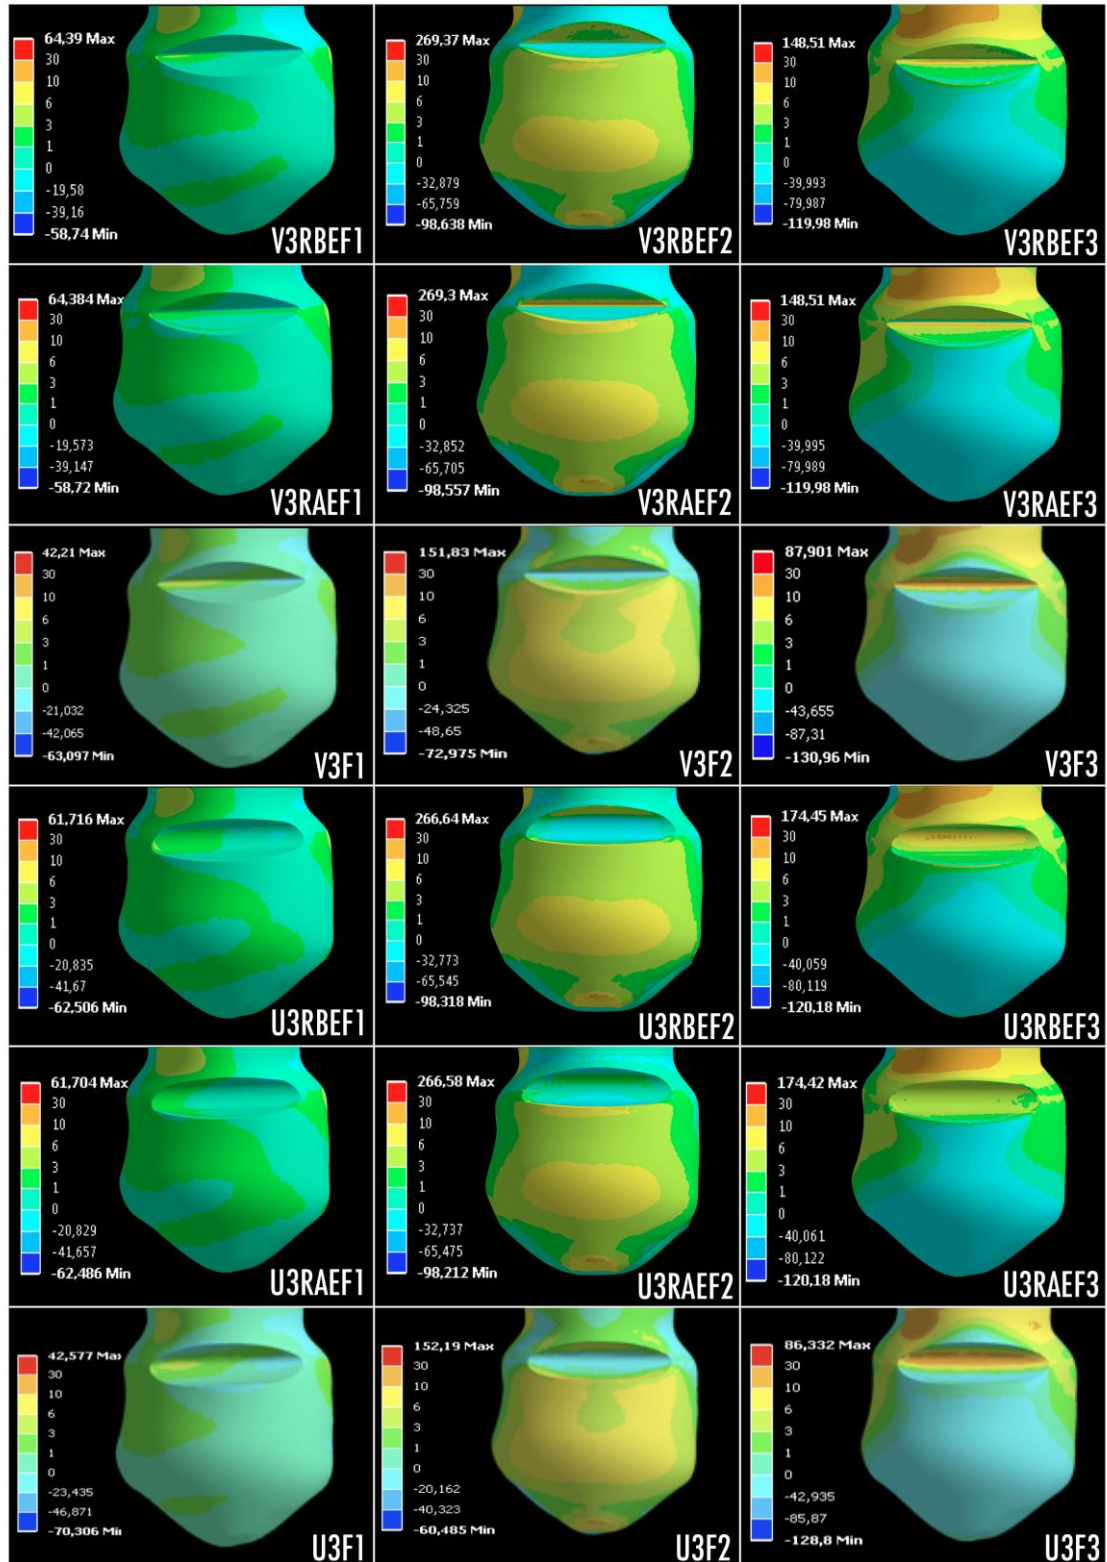 64,39 Max
30
10
6
3
1
0
-19,58
-39,16
-58,74 Min
V3RBEF1
269,37 Max
30
10
6
3
1
0
-32,879
-65,759
-98,638 Min
V3RBEF2
148,51 Max
30
10
6
3
1
0
-39,993
-79,987
-119,98 Min
V3RBEF3
64,384 Max
30
10
6
3
1
0
-19,573
-39,147
-58,72 Min
V3RAEF1
269,3 Max
30
10
6
3
1
0
-32,852
-65,705
-98,557 Min
V3RAEF2
148,51 Max
30
10
6
3
1
0
-39,995
-79,989
-119,98 Min
V3RAEF3
42,21 Max
30
10
6
3
1
0
-21,032
-42,065
-63,097 Min
V3F1
151,83 Max
30
10
6
3
1
0
-24,325
-48,65
-72,975 Min
V3F2
87,901 Max
30
10
6
3
1
0
-43,655
-87,31
-130,96 Min
V3F3
61,716 Max
30
10
6
3
1
0
-20,835
-41,67
-62,506 Min
U3RBEF1
266,64 Max
30
10
6
3
1
0
-32,773
-65,545
-98,318 Min
U3RBEF2
174,45 Max
30
10
6
3
1
0
-40,059
-80,119
-120,18 Min
U3RBEF3
61,704 Max
30
10
6
3
1
0
-20,829
-41,657
-62,486 Min
U3RAEF1
266,58 Max
30
10
6
3
1
0
-32,737
-65,475
-98,212 Min
U3RAEF2
174,42 Max
30
10
6
3
1
0
-40,061
-80,122
-120,18 Min
U3RAEF3
42,577 Max
30
10
6
3
1
0
-23,435
-46,871
-70,306 Min
U3F1
152,19 Max
30
10
6
3
1
0
-20,162
-40,323
-60,485 Min
U3F2
86,332 Max
30
10
6
3
1
0
-42,935
-85,87
-128,8 Min
U3F3